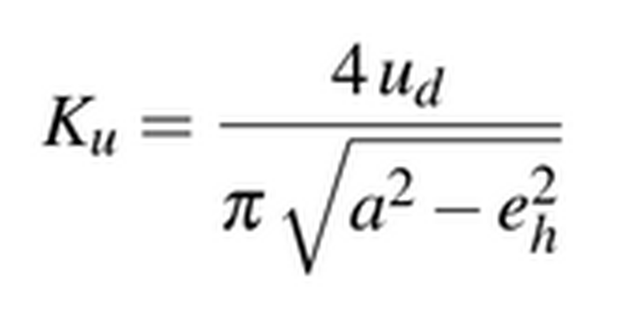 K_u = \frac{4 u_d}{\pi \sqrt{a^2 - e_h^2}}